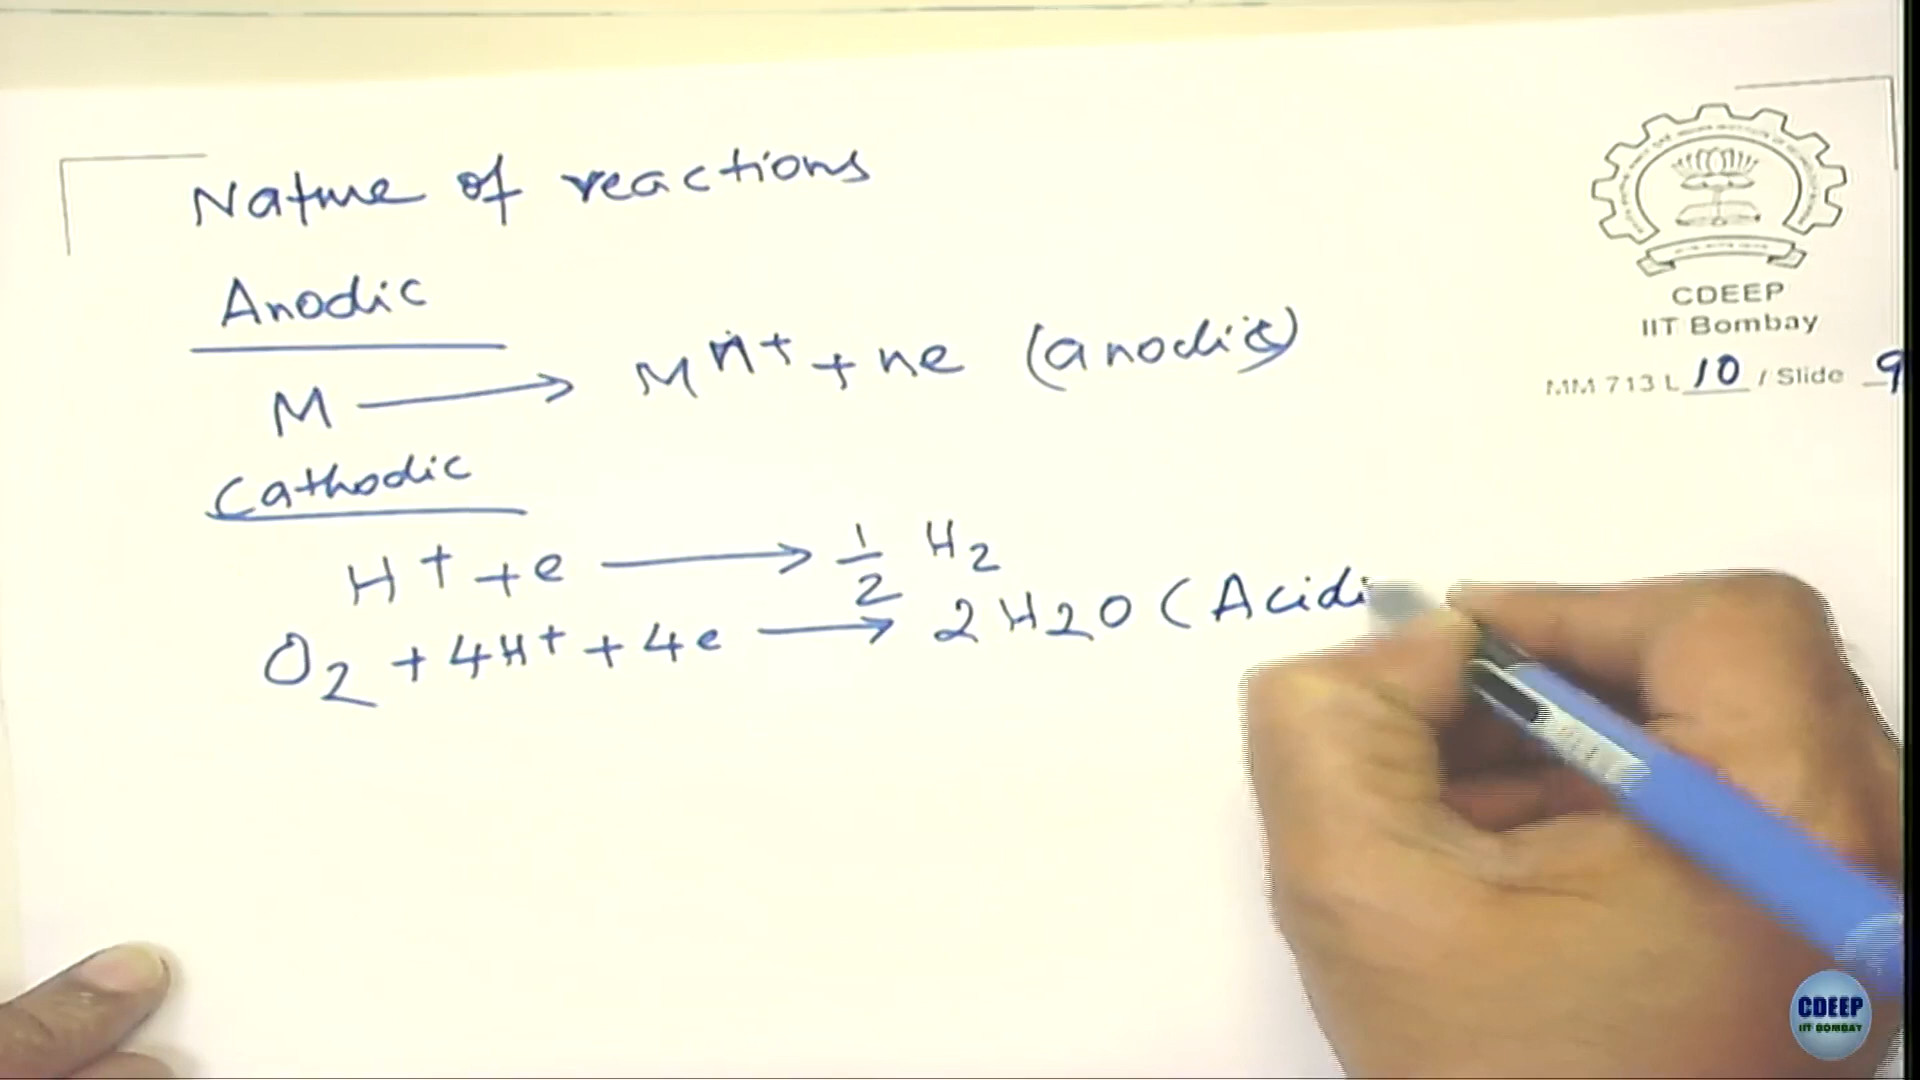 Nature of reactions
Anodic
M ⟶ Mⁿ⁺ + ne (anodic)
Cathodic
H⁺ + e ⟶ 1/2 H₂
O₂ + 4H⁺ + 4e ⟶ 2H2O (Acidi
CDEEP
IIT Bombay
MM 713 L 10 / Slide 9
CDEEP
IIT BOMBAY